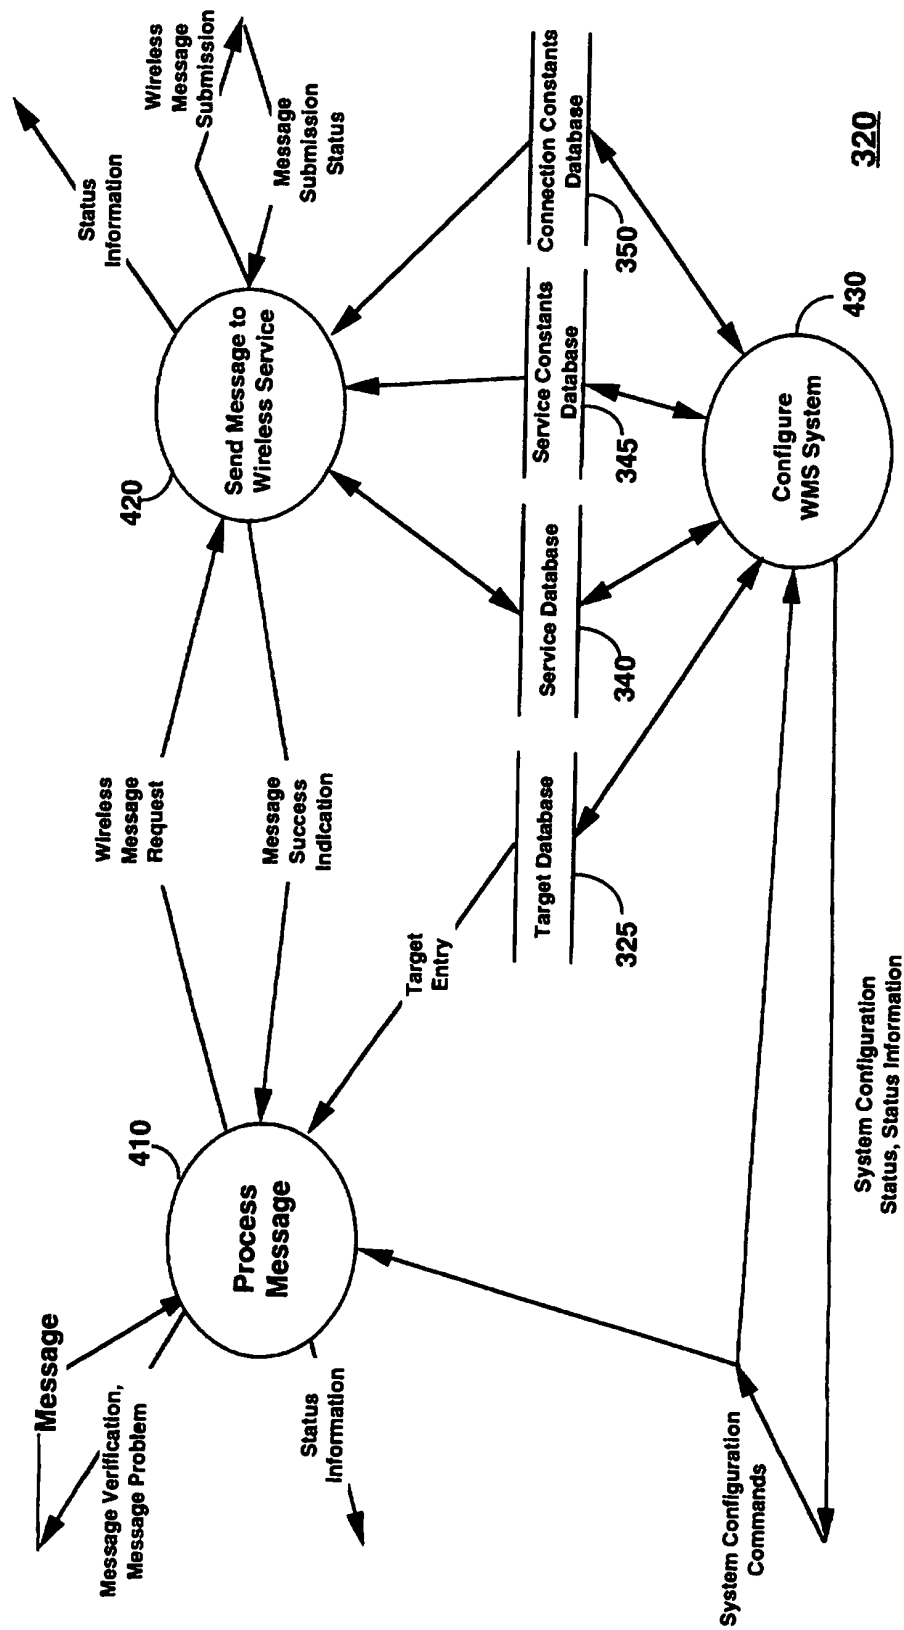 Message
Message Verification,
Message Problem
410
Process
Message
Status
Information
Wireless
Message
Request
Message
Success
Indication
Target
Entry
420
Send Message to
Wireless Service
Status
Information
Wireless
Message
Submission
Message
Submission
Status
Target Database
325
Service Database
340
Service Constants
Database
345
Connection Constants
Database
350
System Configuration
Commands
System Configuration
Status, Status Information
Configure
WMS System
430
320